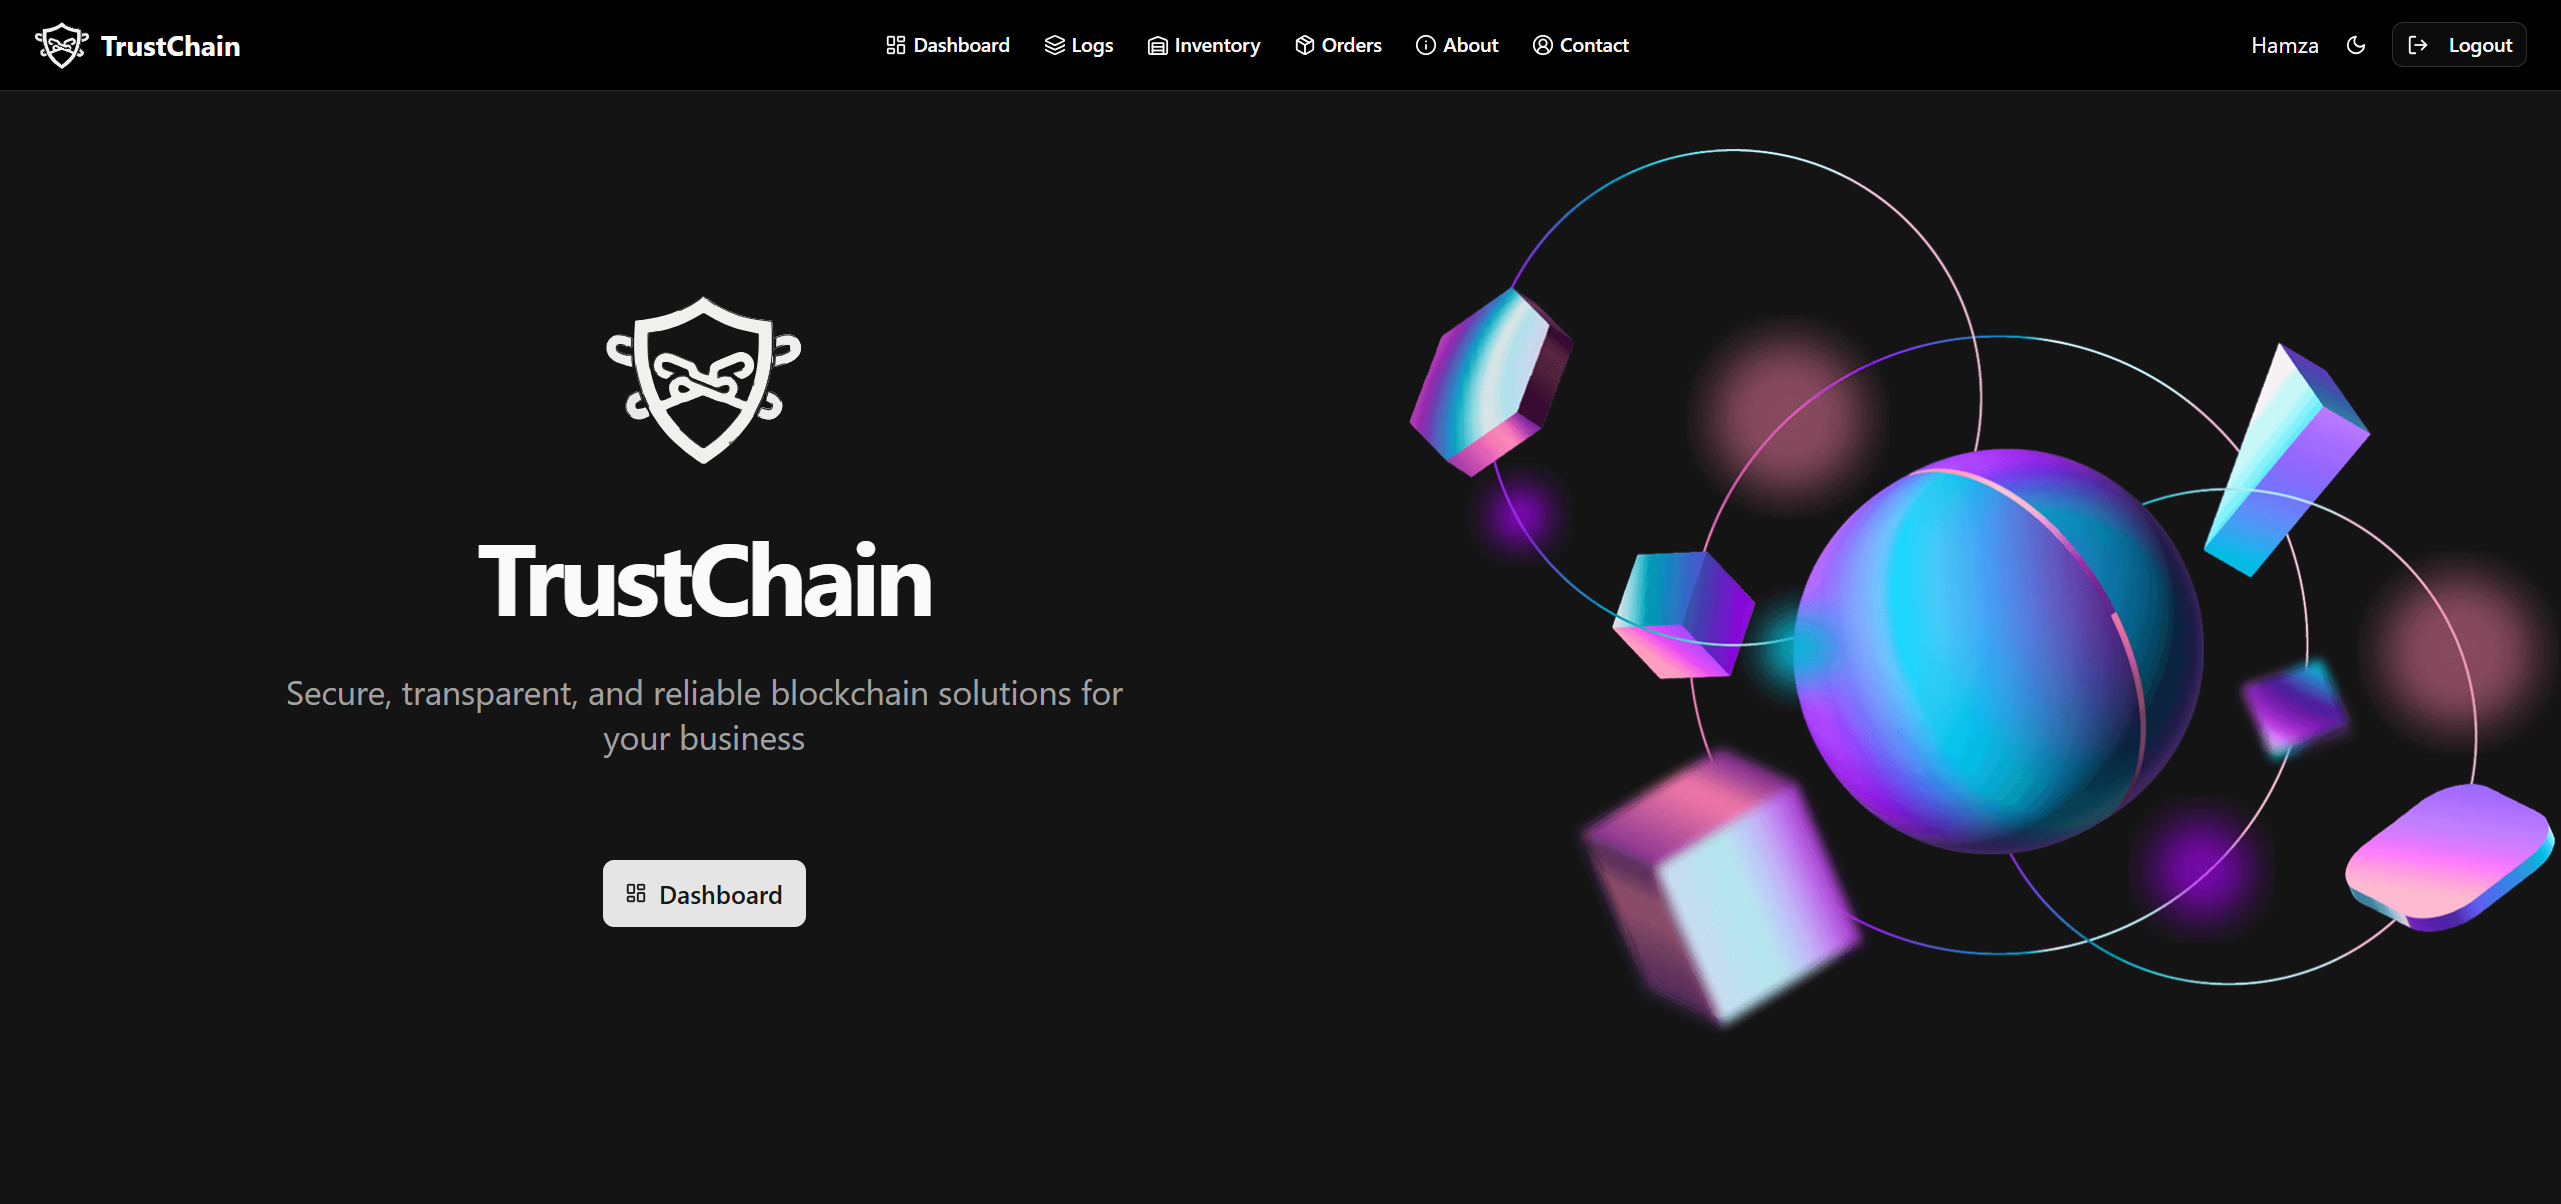 TrustChain
Dashboard
Logs
Inventory
Orders
About
Contact
Hamza
Logout
TrustChain
Secure, transparent, and reliable blockchain solutions for
your business
Dashboard